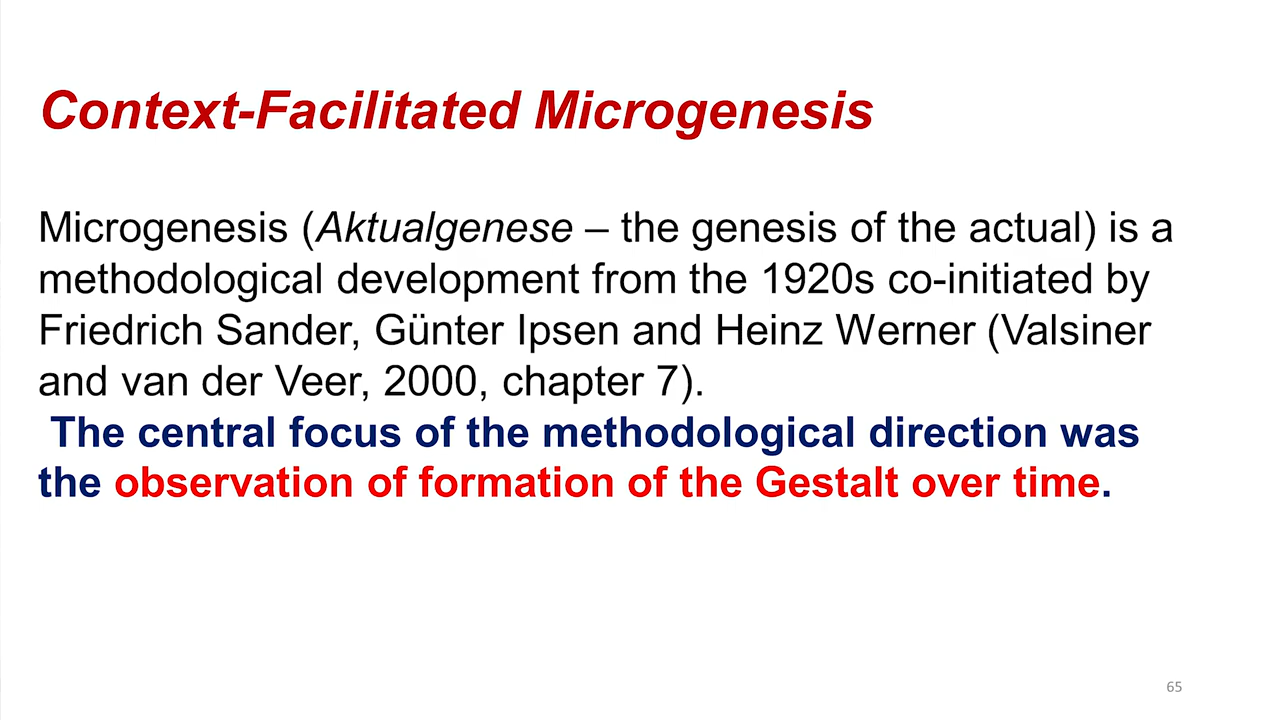 Context-Facilitated Microgenesis
Microgenesis (Aktualgenese – the genesis of the actual) is a
methodological development from the 1920s co-initiated by
Friedrich Sander, Günter Ipsen and Heinz Werner (Valsiner
and van der Veer, 2000, chapter 7).
The central focus of the methodological direction was
the observation of formation of the Gestalt over time.
65